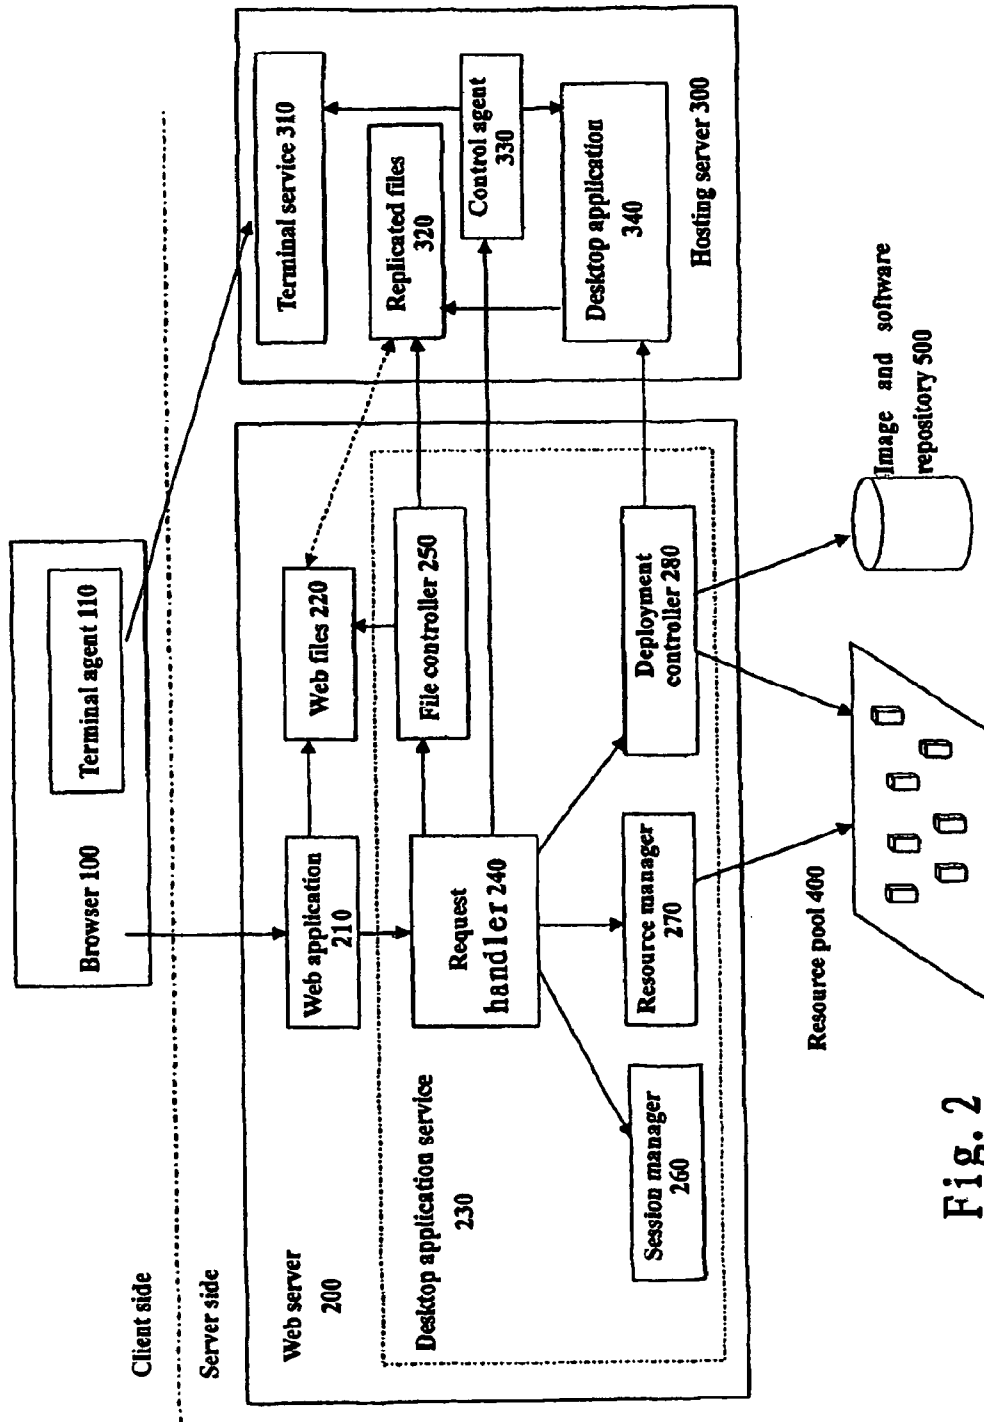 Client side
Server side
Browser 100
Terminal agent 110
Web server
200
Web application
210
Web files 220
Desktop application service
230
Request
handler 240
File controller 250
Session manager
260
Resource manager
270
Deployment
controller 280
Terminal service 310
Replicated files
320
Control agent
330
Desktop application
340
Hosting server 300
Resource pool 400
Image and software
repository 500
Fig. 2